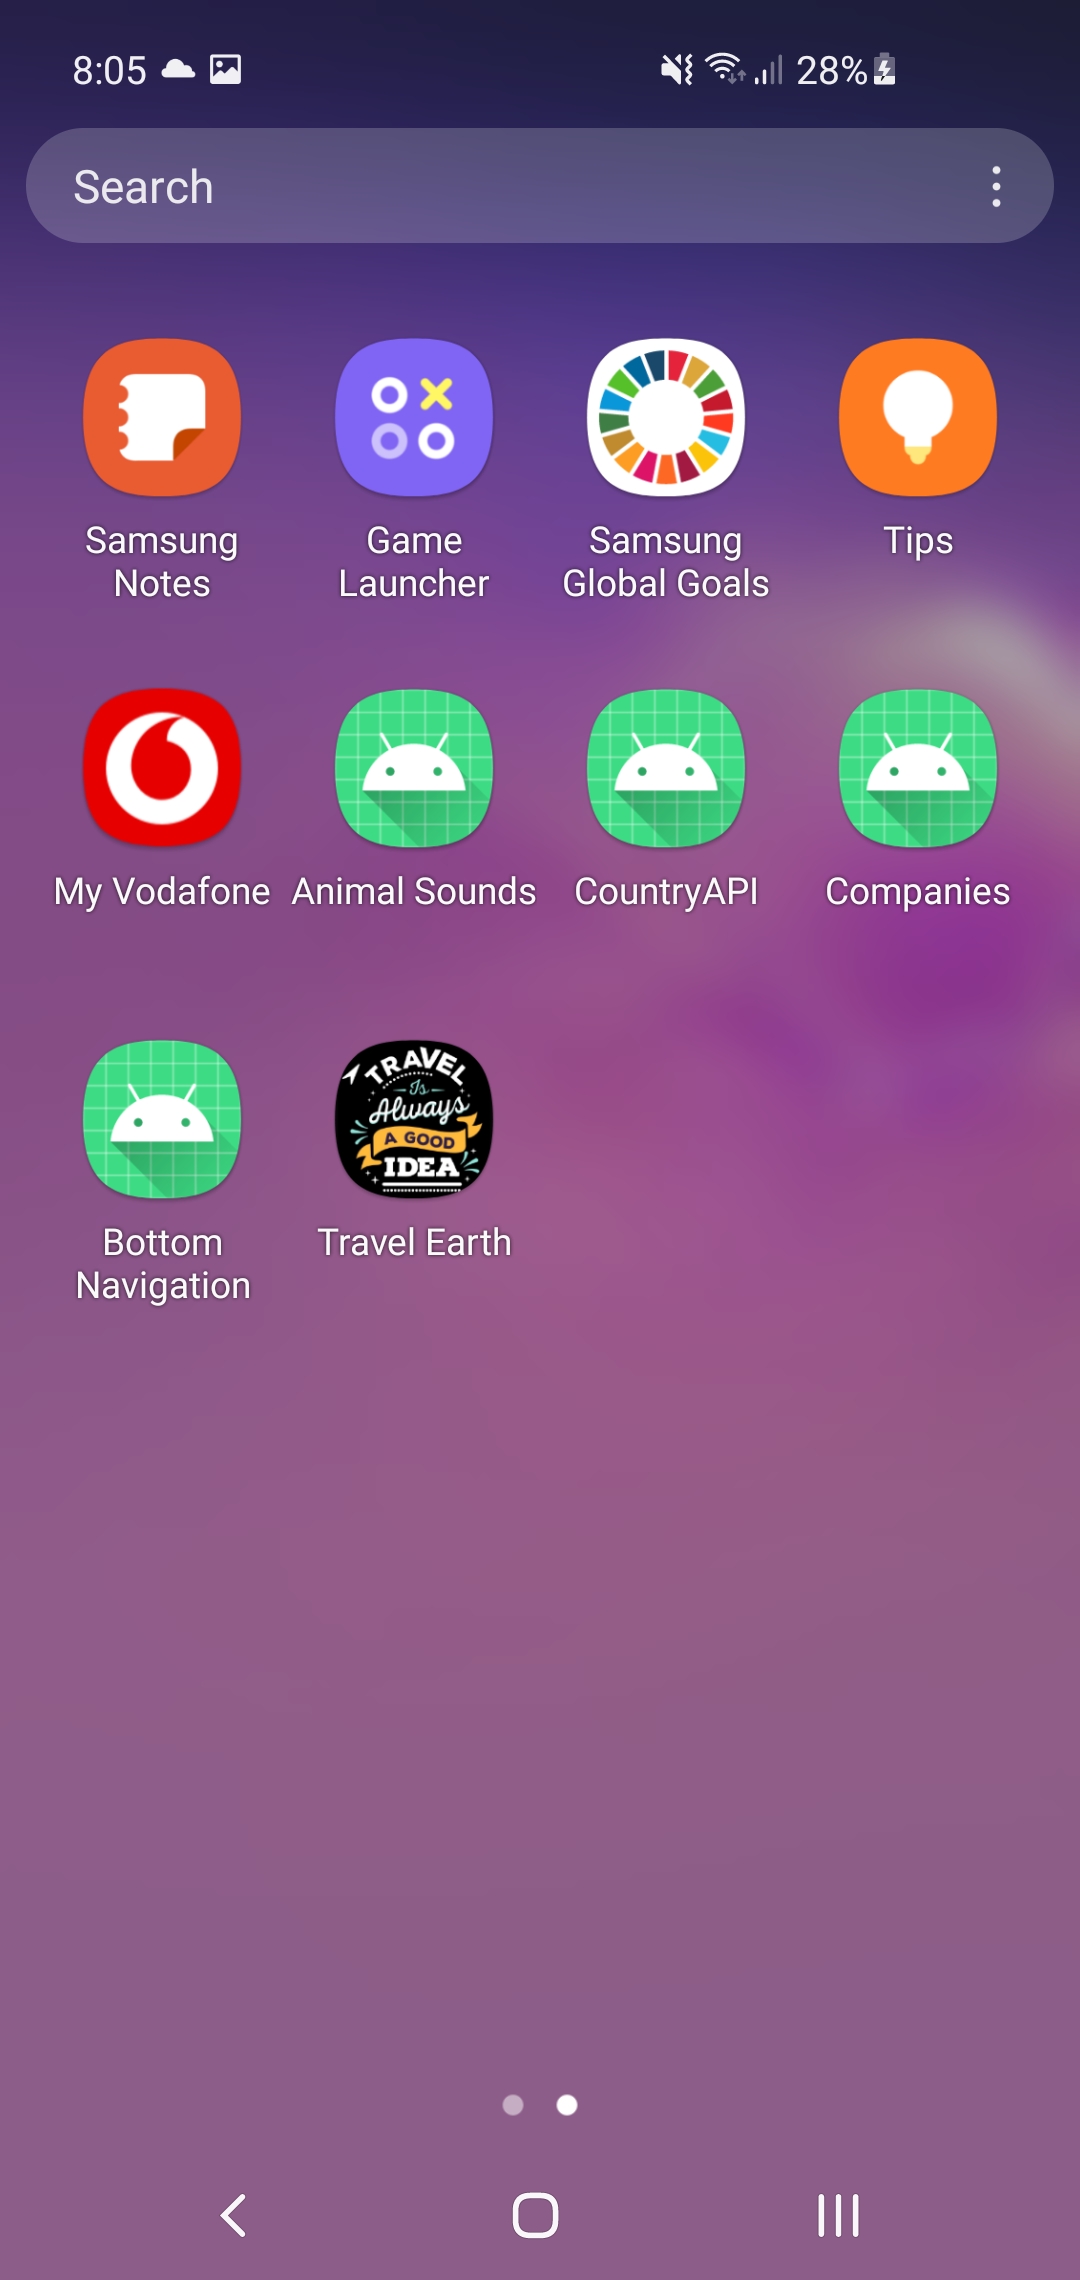 8:05
28%
Search
Samsung
Notes
Game
Launcher
Samsung
Global Goals
Tips
My Vodafone
Animal Sounds
CountryAPI
Companies
TRAVEL
Is
Always
A GOOD
IDEA
Bottom
Navigation
Travel Earth